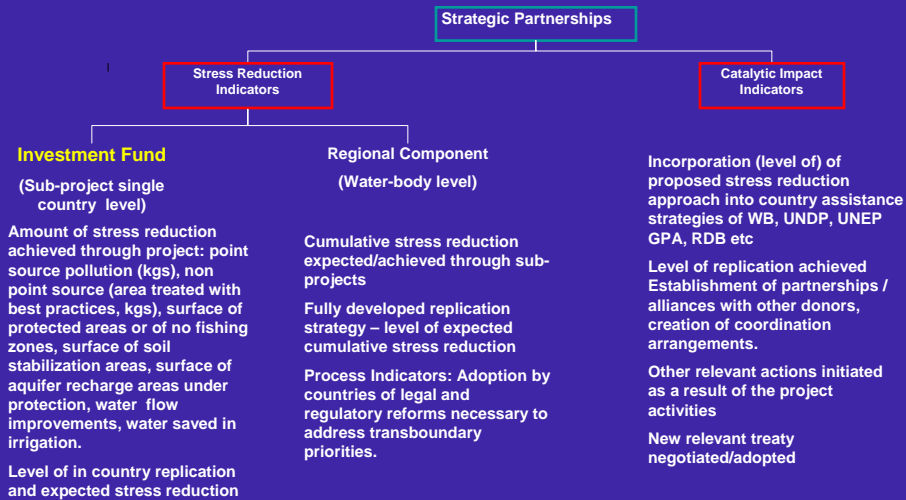 Strategic Partnerships
Stress Reduction
Indicators
Catalytic Impact
Indicators
Investment Fund
(Sub-project single
country level)
Amount of stress reduction
achieved through project: point
source pollution (kgs), non
point source (area treated with
best practices, kgs), surface of
protected areas or of no fishing
zones, surface of soil
stabilization areas, surface of
aquifer recharge areas under
protection, water flow
improvements, water saved in
irrigation.
Level of in country replication
and expected stress reduction
Regional Component
(Water-body level)
Cumulative stress reduction
expected/achieved through sub-
projects
Fully developed replication
strategy – level of expected
cumulative stress reduction
Process Indicators: Adoption by
countries of legal and
regulatory reforms necessary to
address transboundary
priorities.
Incorporation (level of) of
proposed stress reduction
approach into country assistance
strategies of WB, UNDP, UNEP
GPA, RDB etc
Level of replication achieved
Establishment of partnerships /
alliances with other donors,
creation of coordination
arrangements.
Other relevant actions initiated
as a result of the project
activities
New relevant treaty
negotiated/adopted